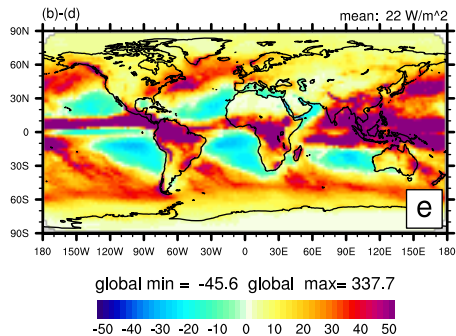 (b)-(d) mean: 22 W/m^2
90N
60N
30N
0
30S
60S
90S
e
180 150W 120W 90W 60W 30W 0 30E 60E 90E 120E 150E 180
global min = -45.6 global max= 337.7
-50 -40 -30 -20 -10 0 10 20 30 40 50